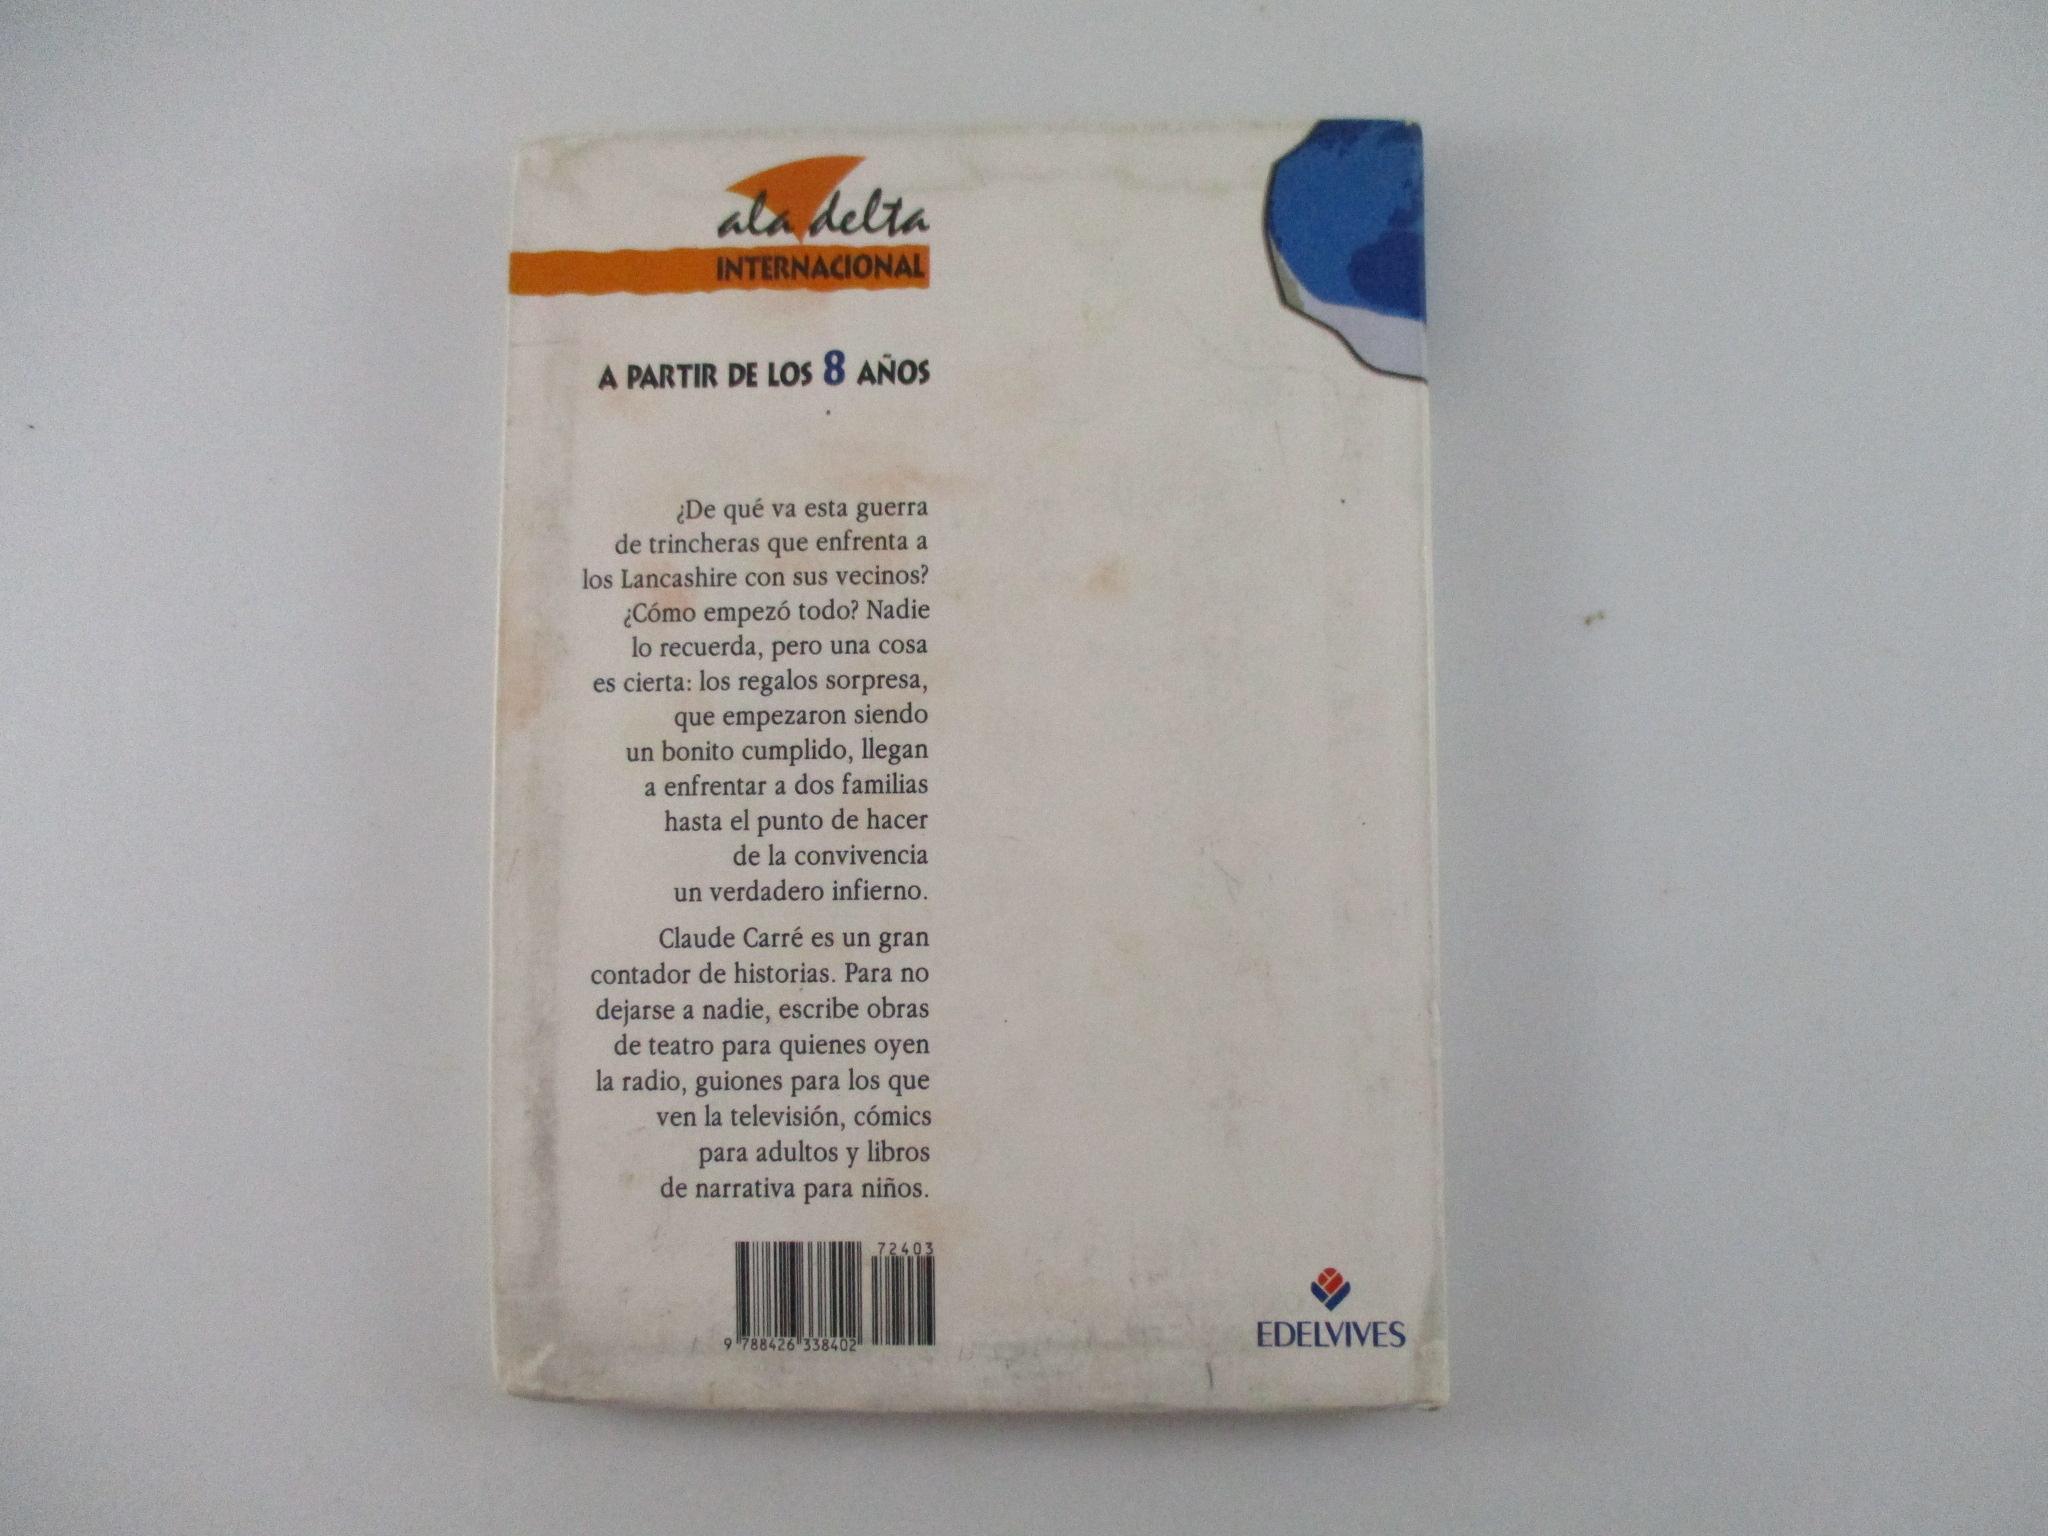 ala delta
INTERNACIONAL
A PARTIR DE LOS 8 AÑOS
¿De qué va esta guerra
de trincheras que enfrenta a
los Lancashire con sus vecinos?
¿Cómo empezó todo? Nadie
lo recuerda, pero una cosa
es cierta: los regalos sorpresa,
que empezaron siendo
un bonito cumplido, llegan
a enfrentar a dos familias
hasta el punto de hacer
de la convivencia
un verdadero infierno.
Claude Carré es un gran
contador de historias. Para no
dejarse a nadie, escribe obras
de teatro para quienes oyen
la radio, guiones para los que
ven la televisión, cómics
para adultos y libros
de narrativa para niños.
72403
9 788426 338402
EDELVIVES